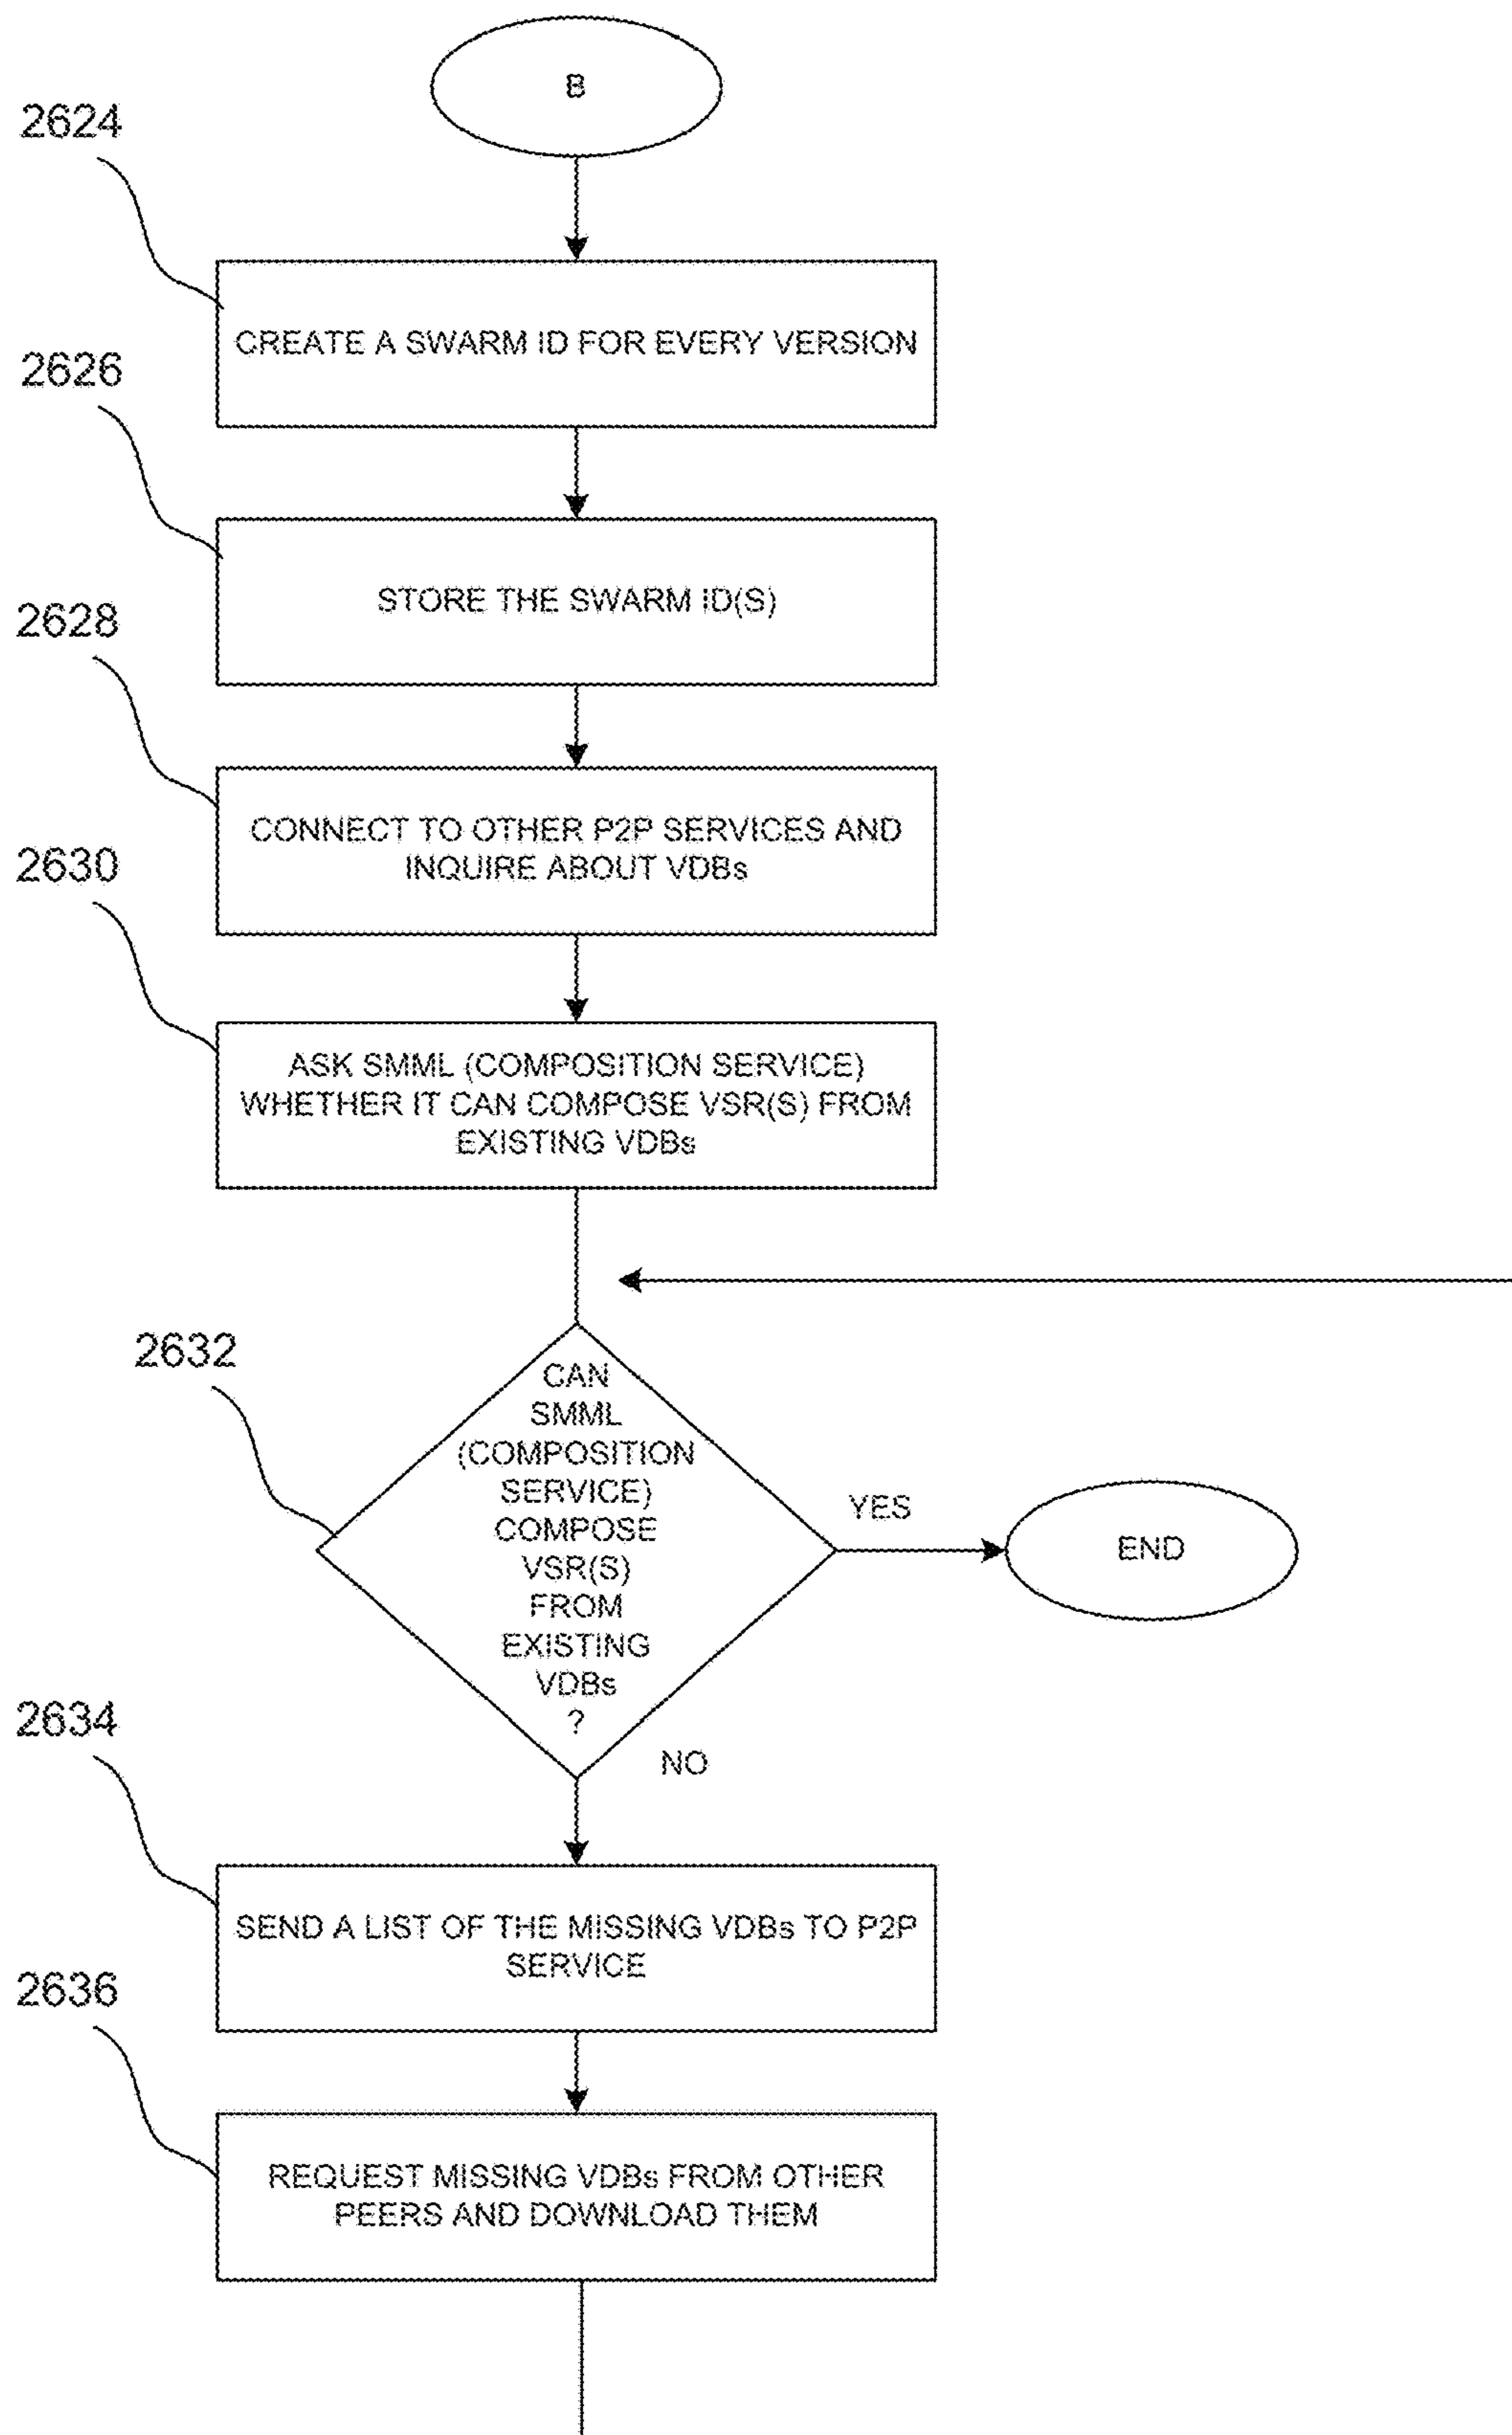 B
2624
CREATE A SWARM ID FOR EVERY VERSION
2626
STORE THE SWARM ID(S)
2628
CONNECT TO OTHER P2P SERVICES AND
INQUIRE ABOUT VDBs
2630
ASK SMML (COMPOSITION SERVICE)
WHETHER IT CAN COMPOSE VSR(S) FROM
EXISTING VDBs
2632
CAN
SMML
(COMPOSITION
SERVICE)
COMPOSE
VSR(S)
FROM
EXISTING
VDBs
?
YES
END
NO
2634
SEND A LIST OF THE MISSING VDBs TO P2P
SERVICE
2636
REQUEST MISSING VDBs FROM OTHER
PEERS AND DOWNLOAD THEM